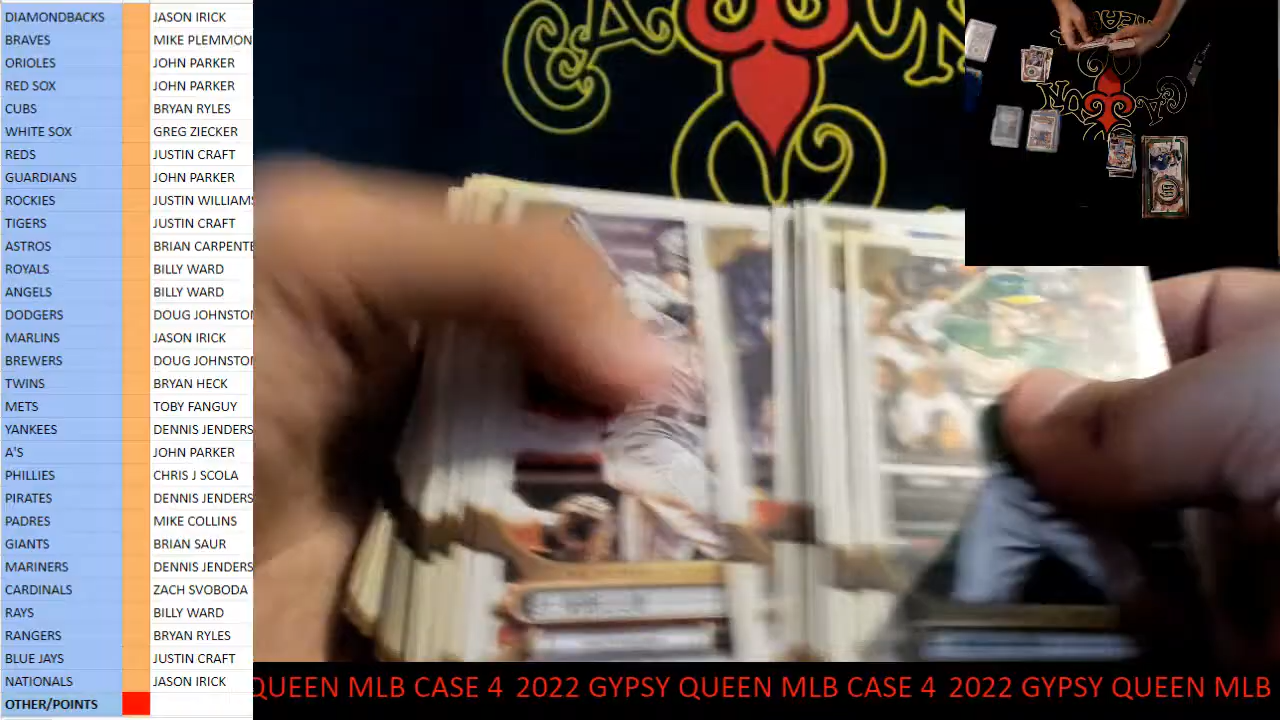 DIAMONDBACKS JASON IRICK
BRAVES MIKE PLEMMON
ORIOLES JOHN PARKER
RED SOX JOHN PARKER
CUBS BRYAN RYLES
WHITE SOX GREG ZIECKER
REDS JUSTIN CRAFT
GUARDIANS JOHN PARKER
ROCKIES JUSTIN WILLIAMS
TIGERS JUSTIN CRAFT
ASTROS BRIAN CARPENTE
ROYALS BILLY WARD
ANGELS BILLY WARD
DODGERS DOUG JOHNSTON
MARLINS JASON IRICK
BREWERS DOUG JOHNSTON
TWINS BRYAN HECK
METS TOBY FANGUY
YANKEES DENNIS JENDERS
A'S JOHN PARKER
PHILLIES CHRIS J SCOLA
PIRATES DENNIS JENDERS
PADRES MIKE COLLINS
GIANTS BRIAN SAUR
MARINERS DENNIS JENDERS
CARDINALS ZACH SVOBODA
RAYS BILLY WARD
RANGERS BRYAN RYLES
BLUE JAYS JUSTIN CRAFT
NATIONALS JASON IRICK
OTHER/POINTS
QUEEN MLB CASE 4 2022 GYPSY QUEEN MLB CASE 4 2022 GYPSY QUEEN MLB